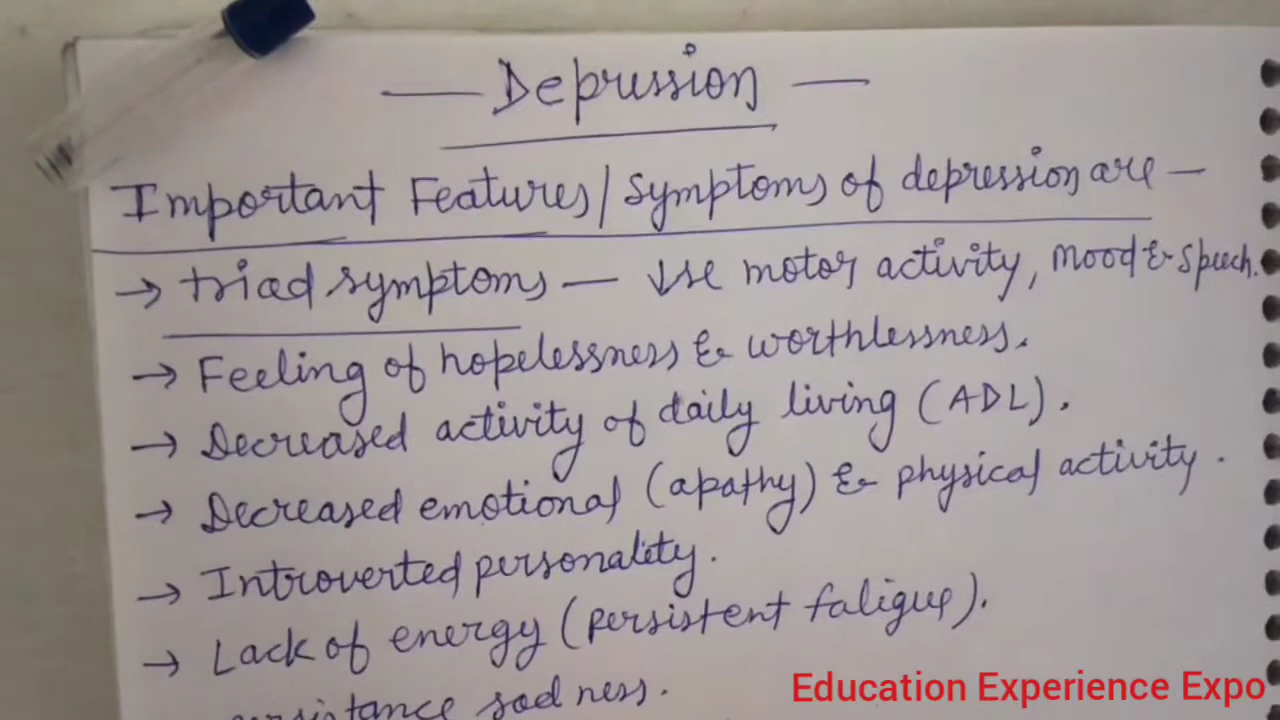 — Depression —
Important Features/Symptoms of depression are —
→ triad symptoms — ↓se motor activity, Mood & Speech.
→ Feeling of hopelessness & worthlessness.
→ Decreased activity of daily living (ADL).
→ Decreased emotional (apathy) & physical activity.
→ Introverted personality.
→ Lack of energy (persistent fatigue).
persistance sadness.
Education Experience Expo